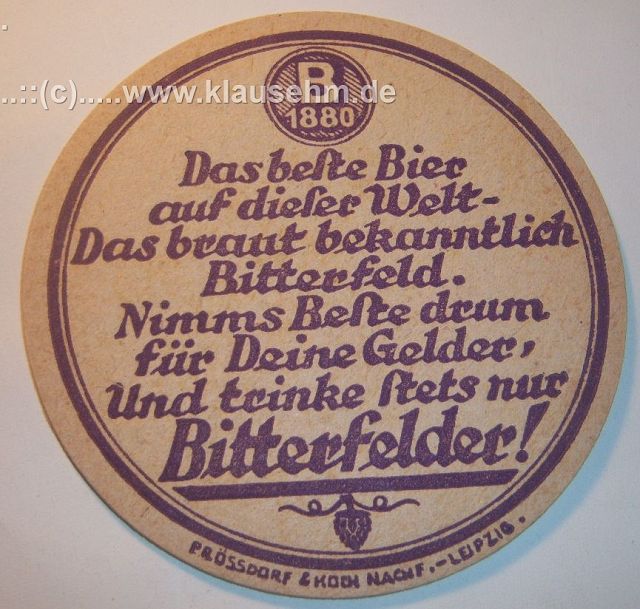 .
...::(c).....www.klausehm.de
B
1880
Das beſte Bier
auf dieſer Welt-
Das braut bekanntlich
Bitterfeld.
Nimms Beſte drum
für Deine Gelder,
Und trinke ſtets nur
Bitterfelder!
PRÖSSDORF & KOCH NACHF.-LEIPZIG.